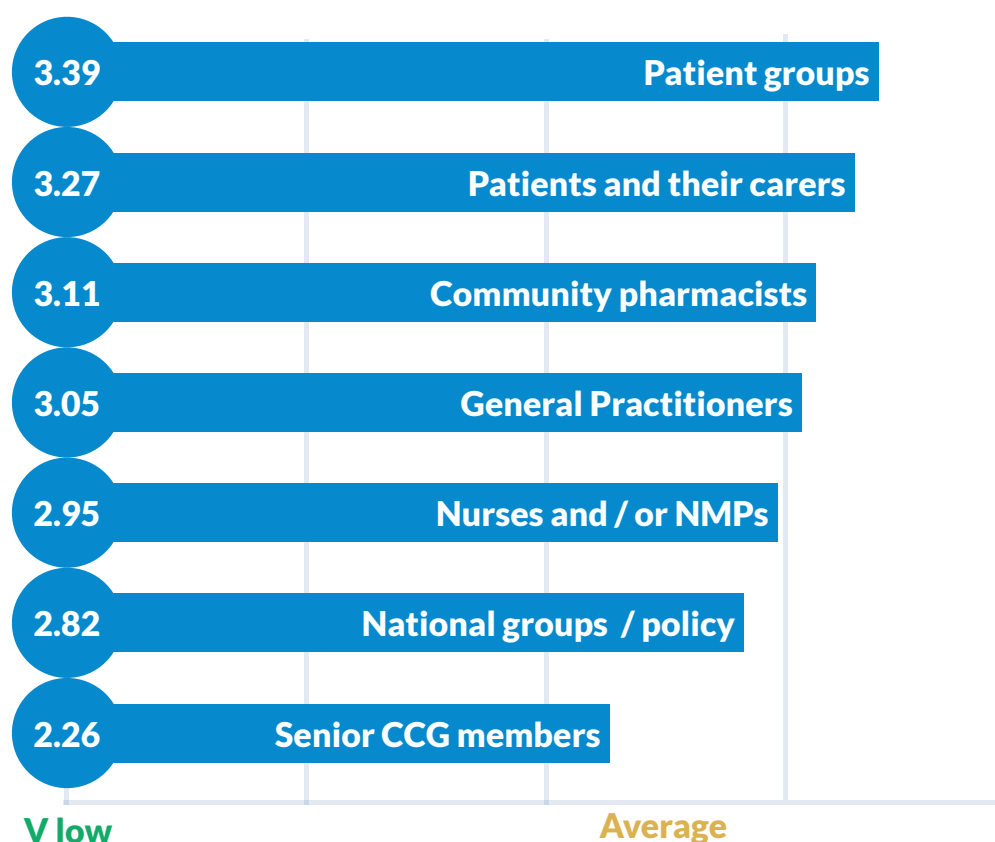 3.39 Patient groups
3.27 Patients and their carers
3.11 Community pharmacists
3.05 General Practitioners
2.95 Nurses and / or NMPs
2.82 National groups / policy
2.26 Senior CCG members
V low Average